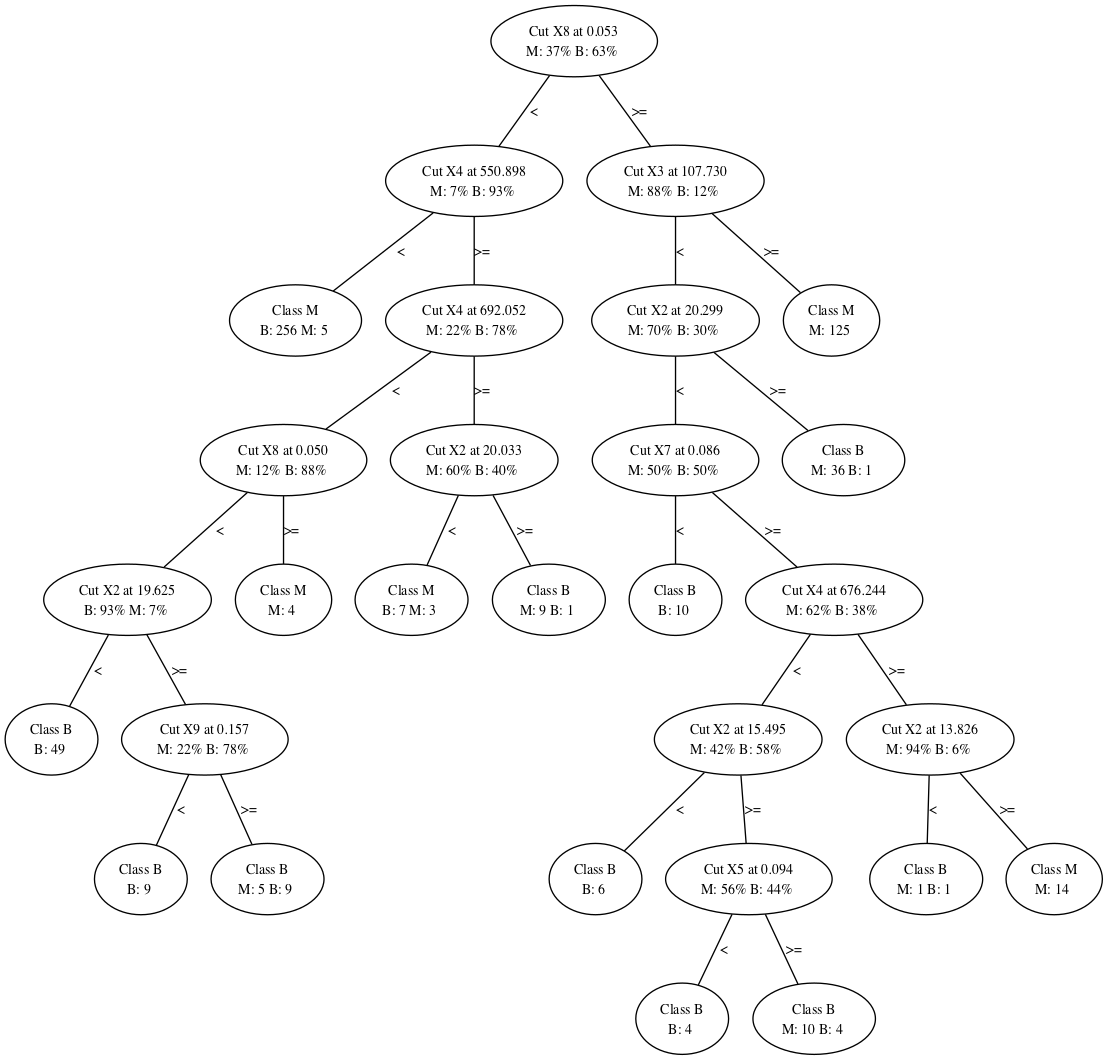 Cut X8 at 0.053
M: 37% B: 63%
<
>=
Cut X4 at 550.898
M: 7% B: 93%
Cut X3 at 107.730
M: 88% B: 12%
<
>=
<
>=
Class M
B: 256 M: 5
Cut X4 at 692.052
M: 22% B: 78%
Cut X2 at 20.299
M: 70% B: 30%
Class M
M: 125
<
>=
<
>=
Cut X8 at 0.050
M: 12% B: 88%
Cut X2 at 20.033
M: 60% B: 40%
Cut X7 at 0.086
M: 50% B: 50%
Class B
M: 36 B: 1
<
>=
<
>=
<
>=
Cut X2 at 19.625
B: 93% M: 7%
Class M
M: 4
Class M
B: 7 M: 3
Class B
M: 9 B: 1
Class B
B: 10
Cut X4 at 676.244
M: 62% B: 38%
<
>=
<
>=
Class B
B: 49
Cut X9 at 0.157
M: 22% B: 78%
Cut X2 at 15.495
M: 42% B: 58%
Cut X2 at 13.826
M: 94% B: 6%
<
>=
<
>=
<
>=
Class B
B: 9
Class B
M: 5 B: 9
Class B
B: 6
Cut X5 at 0.094
M: 56% B: 44%
Class B
M: 1 B: 1
Class M
M: 14
<
>=
Class B
B: 4
Class B
M: 10 B: 4